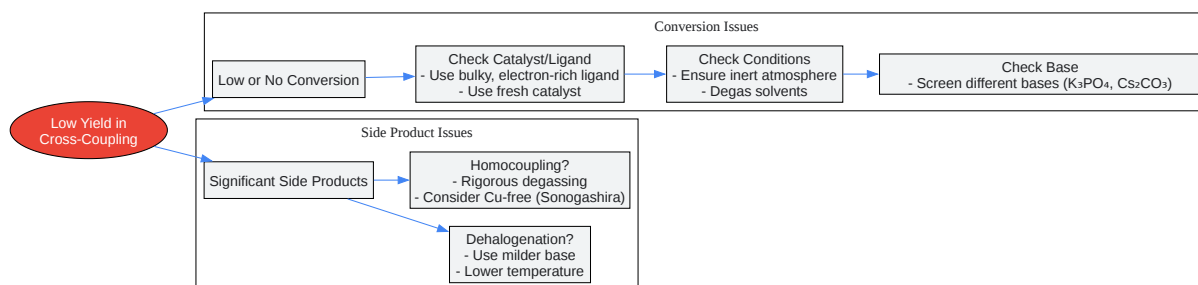 Conversion Issues
Low Yield in
Cross-Coupling
Low or No Conversion
Check Catalyst/Ligand
- Use bulky, electron-rich ligand
- Use fresh catalyst
Check Conditions
- Ensure inert atmosphere
- Degas solvents
Check Base
- Screen different bases (K₃PO₄, Cs₂CO₃)
Side Product Issues
Significant Side Products
Homocoupling?
- Rigorous degassing
- Consider Cu-free (Sonogashira)
Dehalogenation?
- Use milder base
- Lower temperature